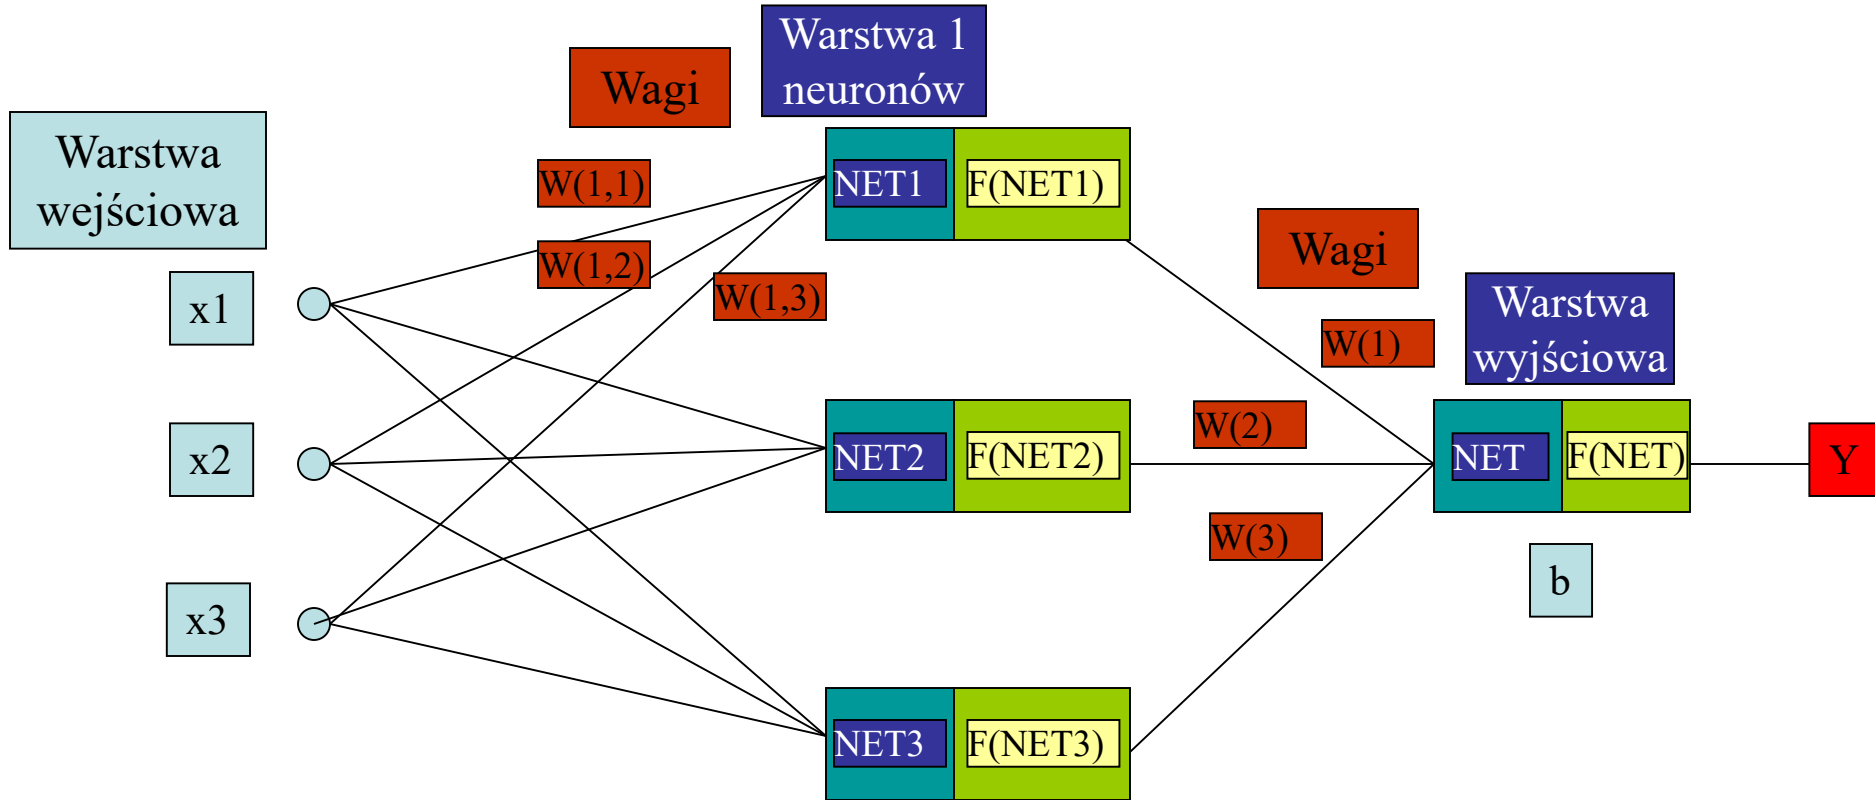 Warstwa 1
neuronów
Wagi
Warstwa
wejściowa
W(1,1)
NET1
F(NET1)
W(1,2)
W(1,3)
Wagi
x1
Warstwa
wyjściowa
W(1)
W(2)
x2
NET2
F(NET2)
NET
F(NET)
Y
W(3)
b
x3
NET3
F(NET3)